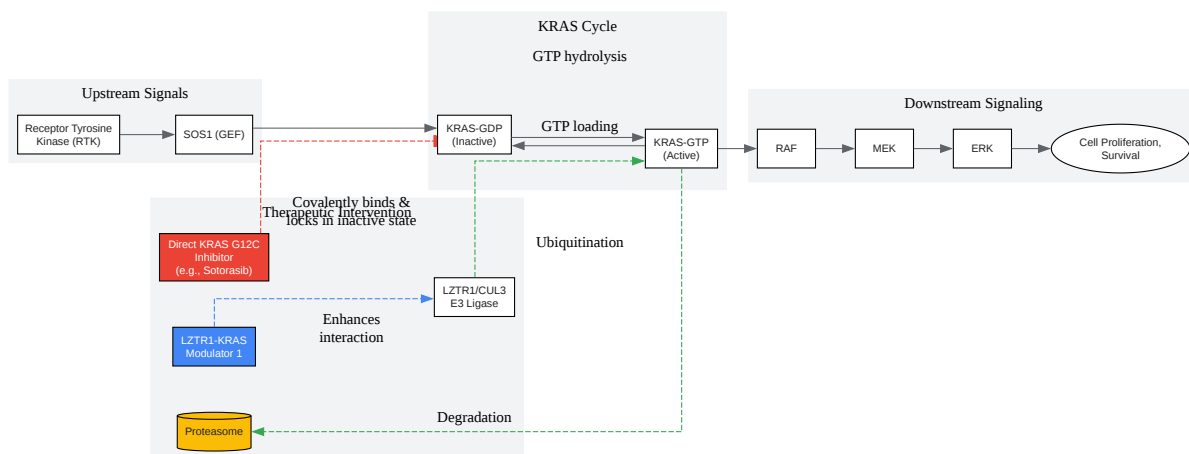 KRAS Cycle
GTP hydrolysis
Upstream Signals
Receptor Tyrosine
Kinase (RTK)
SOS1 (GEF)
KRAS-GDP
(Inactive)
GTP loading
KRAS-GTP
(Active)
Downstream Signaling
RAF
MEK
ERK
Cell Proliferation,
Survival
Therapeutic Intervention
Covalently binds &
locks in inactive state
Direct KRAS G12C
Inhibitor
(e.g., Sotorasib)
Ubiquitination
LZTR1/CUL3
E3 Ligase
Enhances
interaction
LZTR1-KRAS
Modulator 1
Degradation
Proteasome